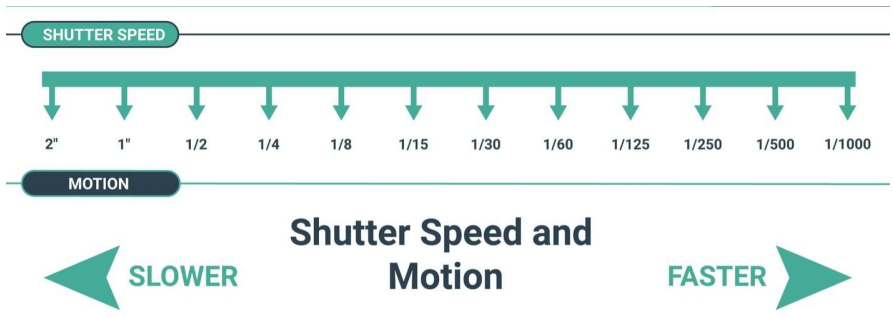 SHUTTER SPEED
2" 1" 1/2 1/4 1/8 1/15 1/30 1/60 1/125 1/250 1/500 1/1000
MOTION
Shutter Speed and
Motion
SLOWER
FASTER